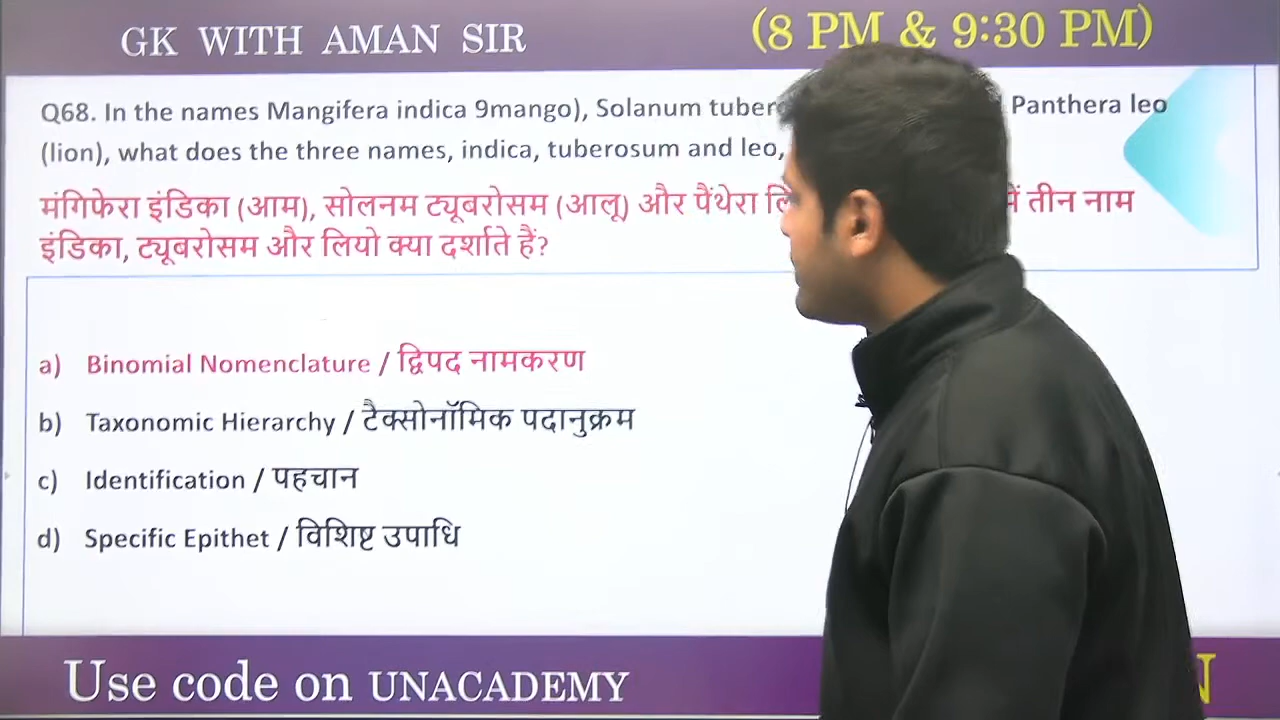 GK WITH AMAN SIR
(8 PM & 9:30 PM)
Q68. In the names Mangifera indica 9mango), Solanum Panthera leo
(lion), what does the three names, indica, tuberosum and leo,
मंगिफेरा इंडिका (आम), सोलनम ट्यूबरोसम (आलू) और पैंथेरा में तीन नाम
इंडिका, ट्यूबरोसम और लियो क्या दर्शाते हैं?
a) Binomial Nomenclature / द्विपद नामकरण
b) Taxonomic Hierarchy / टैक्सोनॉमिक पदानुक्रम
c) Identification / पहचान
d) Specific Epithet / विशिष्ट उपाधि
Use code on UNACADEMY